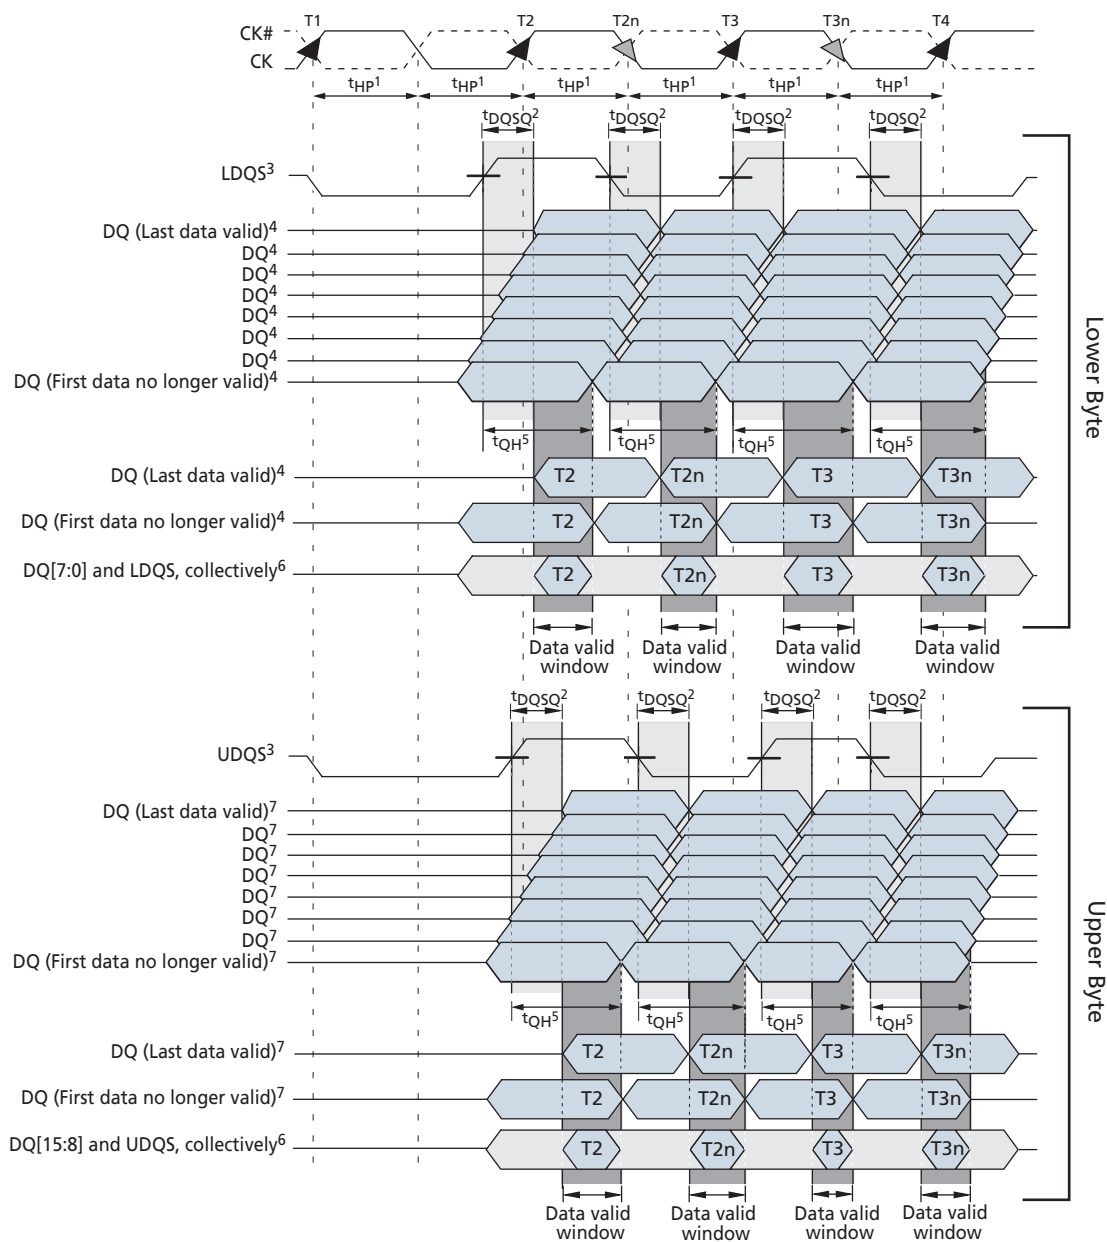 T1 T2 T2n T3 T3n T4
CK#
CK
tHP1 tHP1 tHP1 tHP1 tHP1 tHP1
tDQSQ2 tDQSQ2 tDQSQ2 tDQSQ2
LDQS3
DQ (Last data valid)4
DQ4
DQ4
DQ4
DQ4
DQ4
DQ4
DQ (First data no longer valid)4
tQH5 tQH5 tQH5 tQH5
DQ (Last data valid)4 T2 T2n T3 T3n
DQ (First data no longer valid)4 T2 T2n T3 T3n
DQ[7:0] and LDQS, collectively6 T2 T2n T3 T3n
Data valid window Data valid window Data valid window Data valid window
Lower Byte
tDQSQ2 tDQSQ2 tDQSQ2 tDQSQ2
UDQS3
DQ (Last data valid)7
DQ7
DQ7
DQ7
DQ7
DQ7
DQ7
DQ (First data no longer valid)7
tQH5 tQH5 tQH5 tQH5
DQ (Last data valid)7 T2 T2n T3 T3n
DQ (First data no longer valid)7 T2 T2n T3 T3n
DQ[15:8] and UDQS, collectively6 T2 T2n T3 T3n
Data valid window Data valid window Data valid window Data valid window
Upper Byte